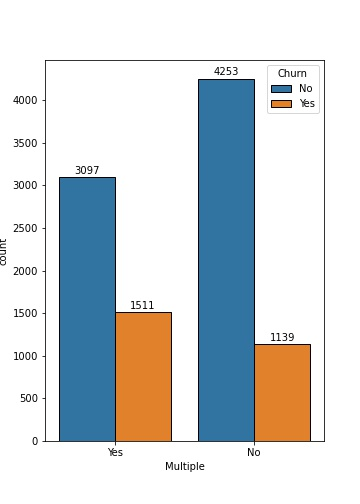 4253
Churn
No
Yes
4000
3500
3097
3000
2500
count
2000
1511
1500
1139
1000
500
0
Yes
No
Multiple